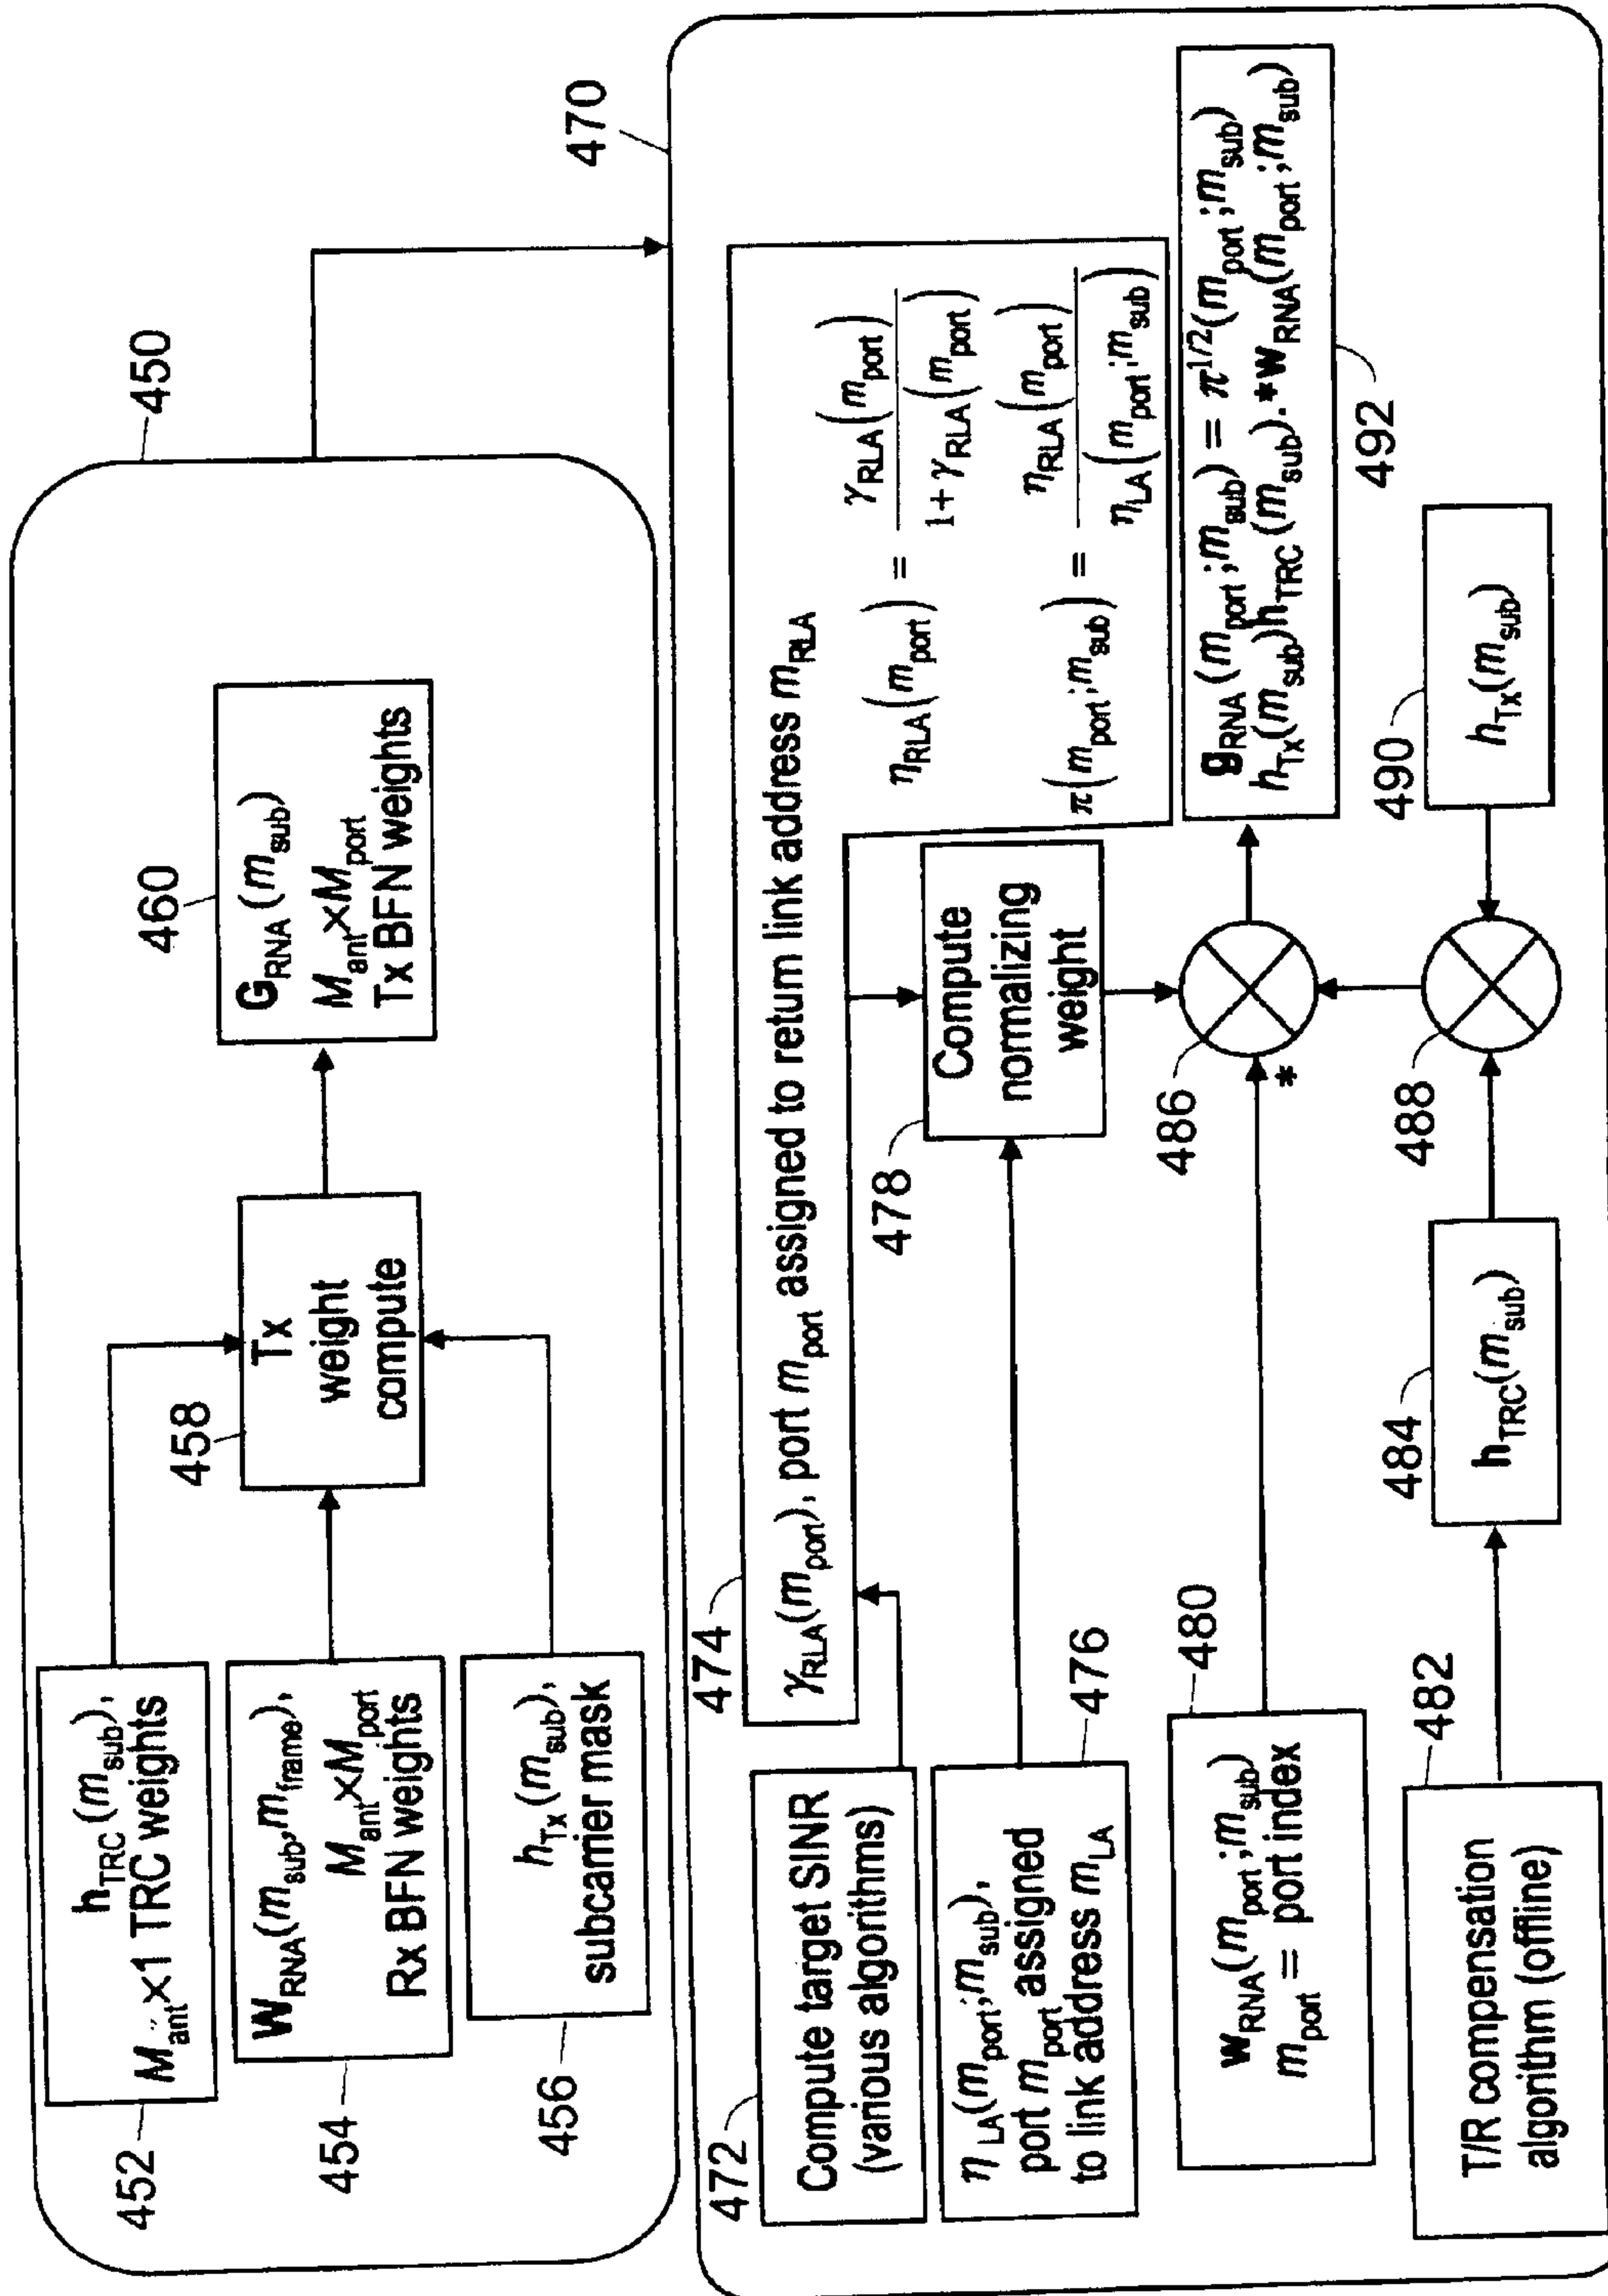 450
452
h_TRC(m_sub),
M_ant×1 TRC weights
454
W_RNA(m_sub,m_frame),
M_ant×M_port
Rx BFN weights
456
h_Tx(m_sub),
subcarrier mask
458
Tx
weight
compute
460
G_RNA(m_sub)
M_ant×M_port
Tx BFN weights
470
472
Compute target SINR
(various algorithms)
474
γ_RLA(m_port), port m_port assigned to return link address m_RLA
η_RLA(m_port) = γ_RLA(m_port) / 1+γ_RLA(m_port)
π(m_port;m_sub) = η_RLA(m_port) / η_LA(m_port;m_sub)
476
η_LA(m_port;m_sub),
port m_port assigned
to link address m_LA
478
Compute
normalizing
weight
480
w_RNA(m_port;m_sub)
m_port = port index
482
T/R compensation
algorithm (offline)
484
h_TRC(m_sub)
486
*
488
490
h_Tx(m_sub)
g_RNA(m_port;m_sub) = π^1/2(m_port;m_sub)
h_Tx(m_sub)h_TRC(m_sub).*w_RNA(m_port;m_sub)
492